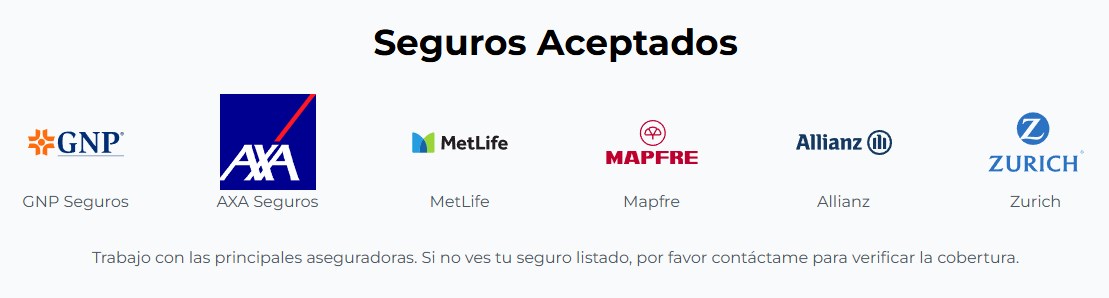 Seguros Aceptados
GNP
AXA
MetLife
MAPFRE
Allianz
ZURICH
GNP Seguros
AXA Seguros
MetLife
Mapfre
Allianz
Zurich
Trabajo con las principales aseguradoras. Si no ves tu seguro listado, por favor contáctame para verificar la cobertura.